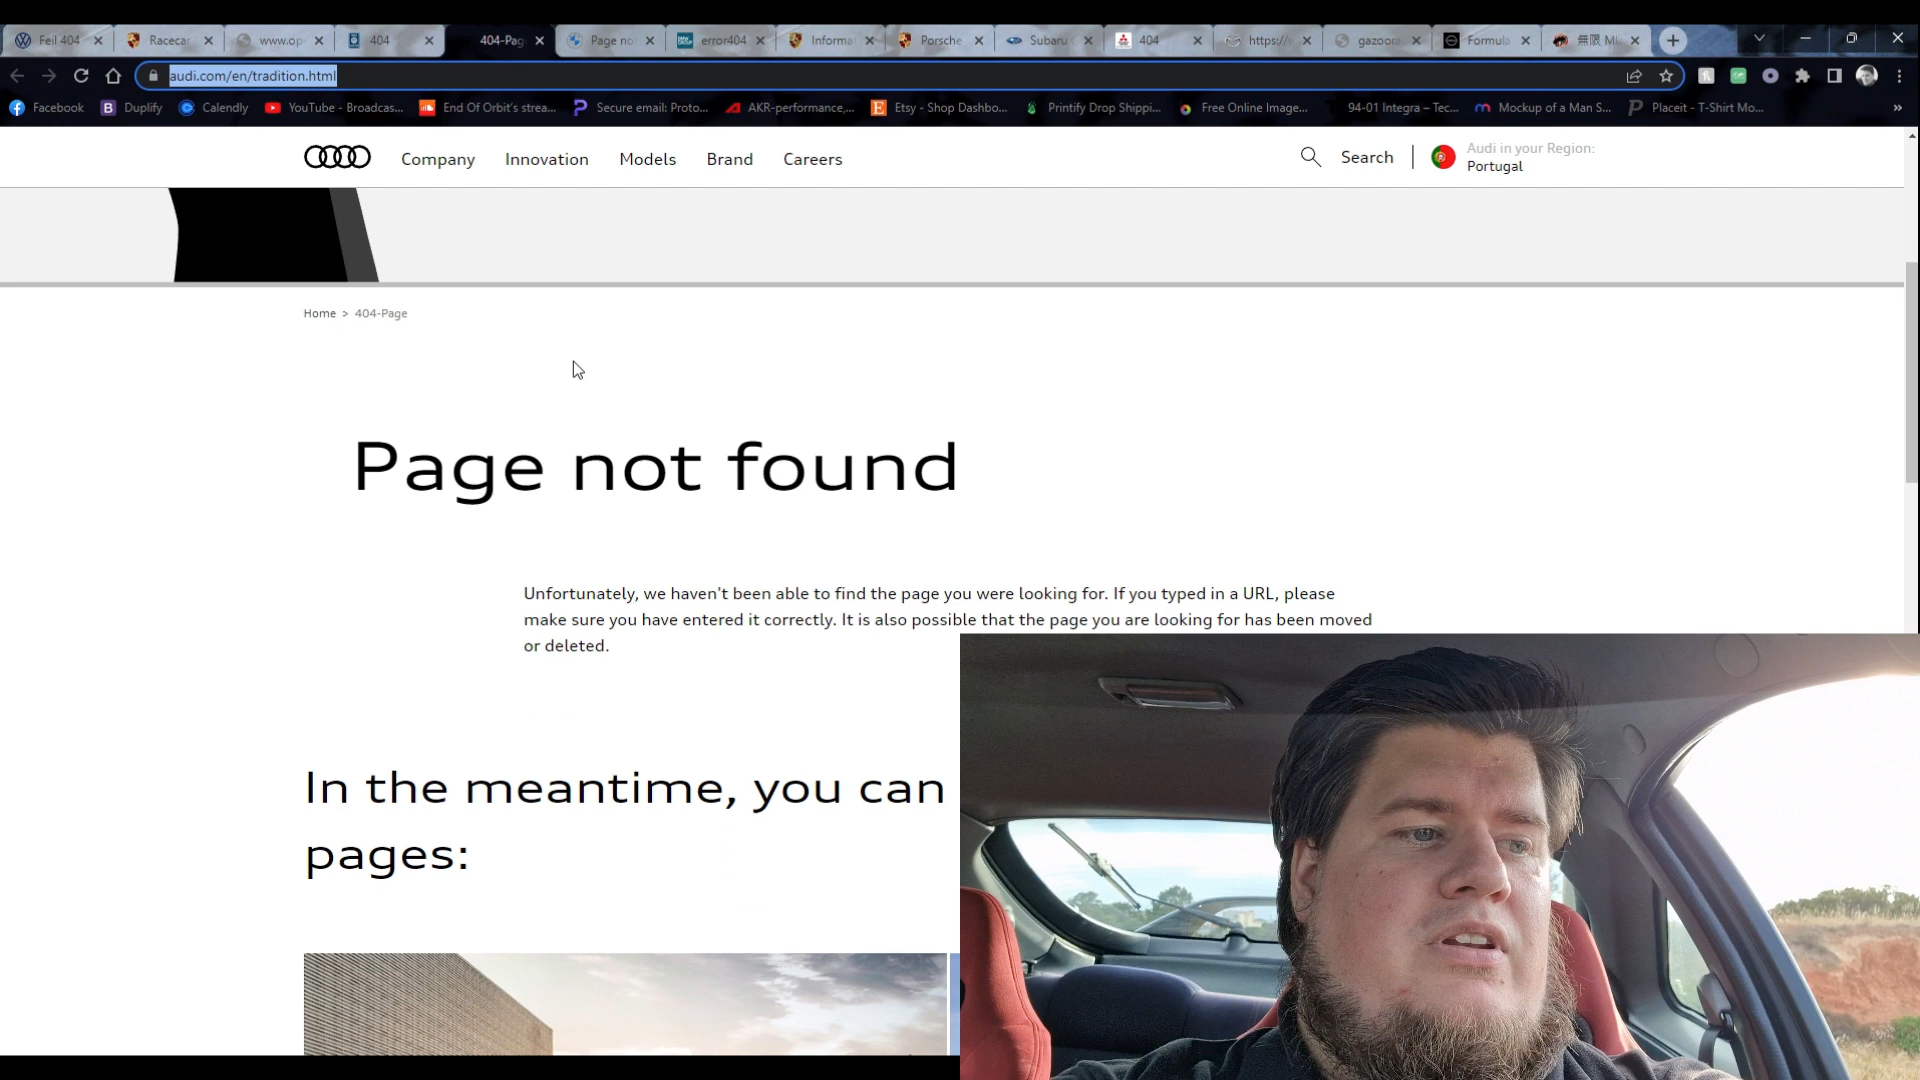 Feil 404
Racecar
www.op
404
404-Pag
Page no
error404
Informa
Porsche
Subaru
404
https://
gazoora
Formula
無限 M
audi.com/en/tradition.html
Facebook
Duplify
Calendly
YouTube - Broadcas...
End Of Orbit's strea...
Secure email: Proto...
AKR-performance,...
Etsy - Shop Dashbo...
Printify Drop Shippi...
Free Online Image...
94-01 Integra – Tec...
Mockup of a Man S...
Placeit - T-Shirt Mo...
Company
Innovation
Models
Brand
Careers
Search
Audi in your Region:
Portugal
Home > 404-Page
Page not found
Unfortunately, we haven't been able to find the page you were looking for. If you typed in a URL, please
make sure you have entered it correctly. It is also possible that the page you are looking for has been moved
or deleted.
In the meantime, you can
pages: